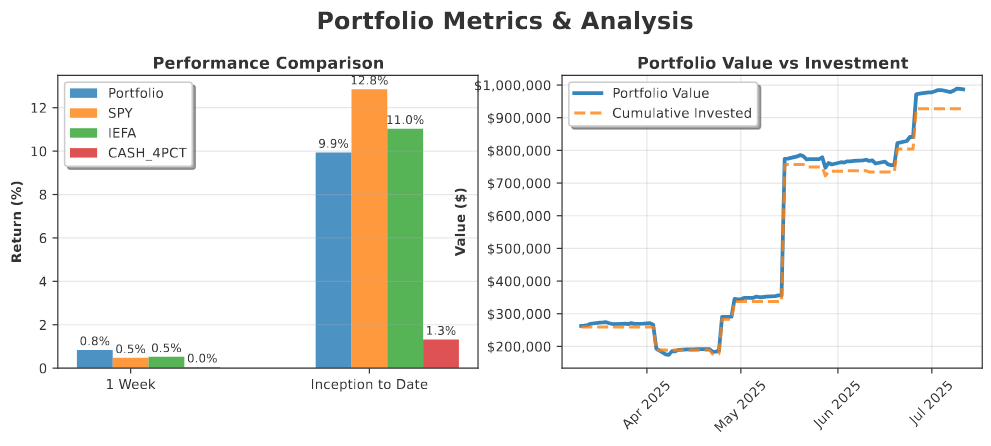 Portfolio Metrics & Analysis
Performance Comparison
Return (%)
12
10
8
6
4
2
0
Portfolio
SPY
IEFA
CASH_4PCT
0.8%
0.5%
0.5%
0.0%
9.9%
12.8%
11.0%
1.3%
1 Week
Inception to Date
Portfolio Value vs Investment
Value ($)
$1,000,000
$900,000
$800,000
$700,000
$600,000
$500,000
$400,000
$300,000
$200,000
Portfolio Value
Cumulative Invested
Apr 2025
May 2025
Jun 2025
Jul 2025